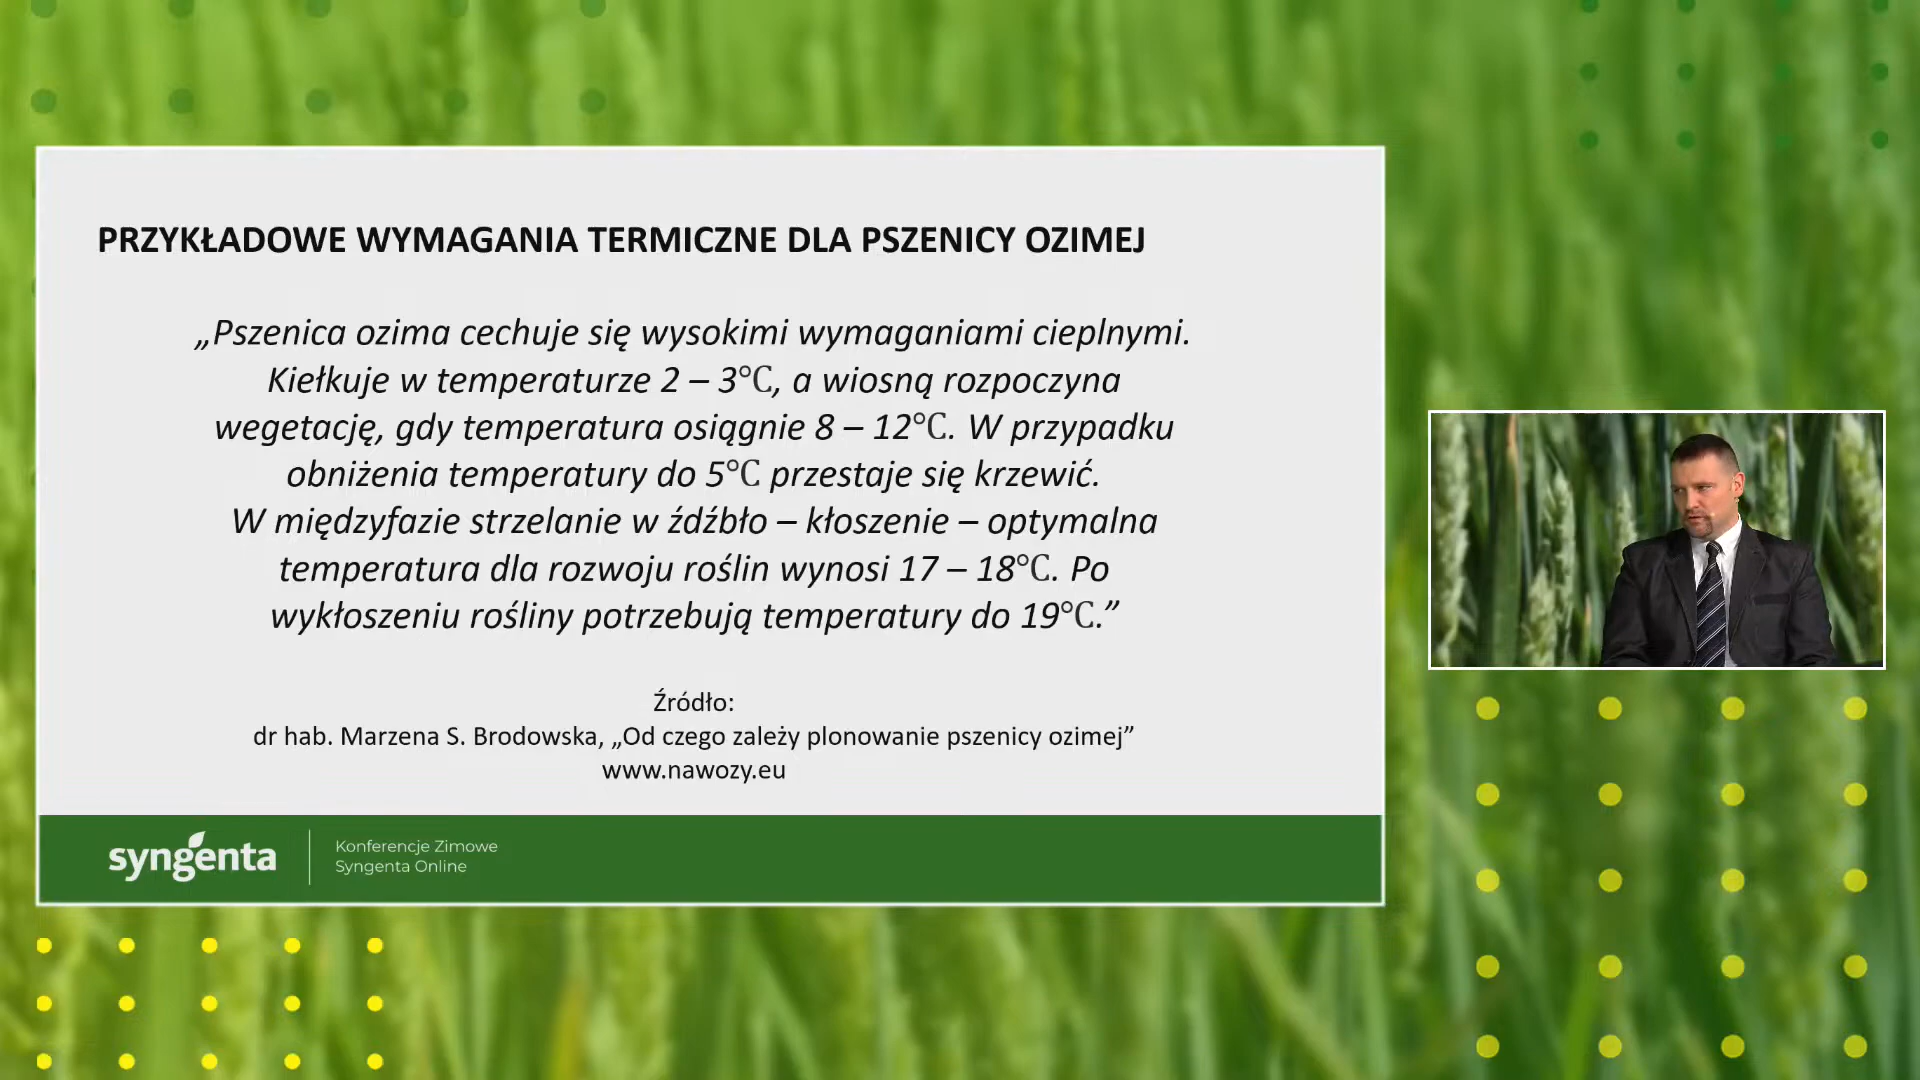 PRZYKŁADOWE WYMAGANIA TERMICZNE DLA PSZENICY OZIMEJ
„Pszenica ozima cechuje się wysokimi wymaganiami cieplnymi.
Kiełkuje w temperaturze 2 – 3°C, a wiosną rozpoczyna
wegetację, gdy temperatura osiągnie 8 – 12°C. W przypadku
obniżenia temperatury do 5°C przestaje się krzewić.
W międzyfazie strzelanie w źdźbło – kłoszenie – optymalna
temperatura dla rozwoju roślin wynosi 17 – 18°C. Po
wykłoszeniu rośliny potrzebują temperatury do 19°C.”
Źródło:
dr hab. Marzena S. Brodowska, „Od czego zależy plonowanie pszenicy ozimej”
www.nawozy.eu
syngenta
Konferencje Zimowe
Syngenta Online